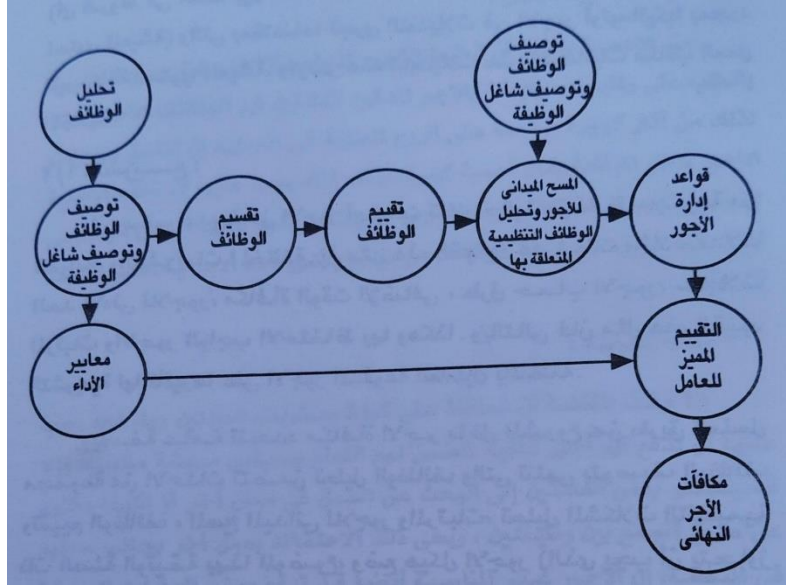 تحليل
الوظائف
توصيف
الوظائف
وتوصيف شاغل
الوظيفة
توصيف
الوظائف
وتوصيف شاغل
الوظيفة
تقسيم
الوظائف
تقييم
الوظائف
المسح الميدانى
للأجور وتحليل
الوظائف التنظيمية
المتعلقة بها
قواعد
إدارة
الأجور
معايير
الأداء
التقييم
المميز
للعامل
مكافآت
الأجر
النهائى